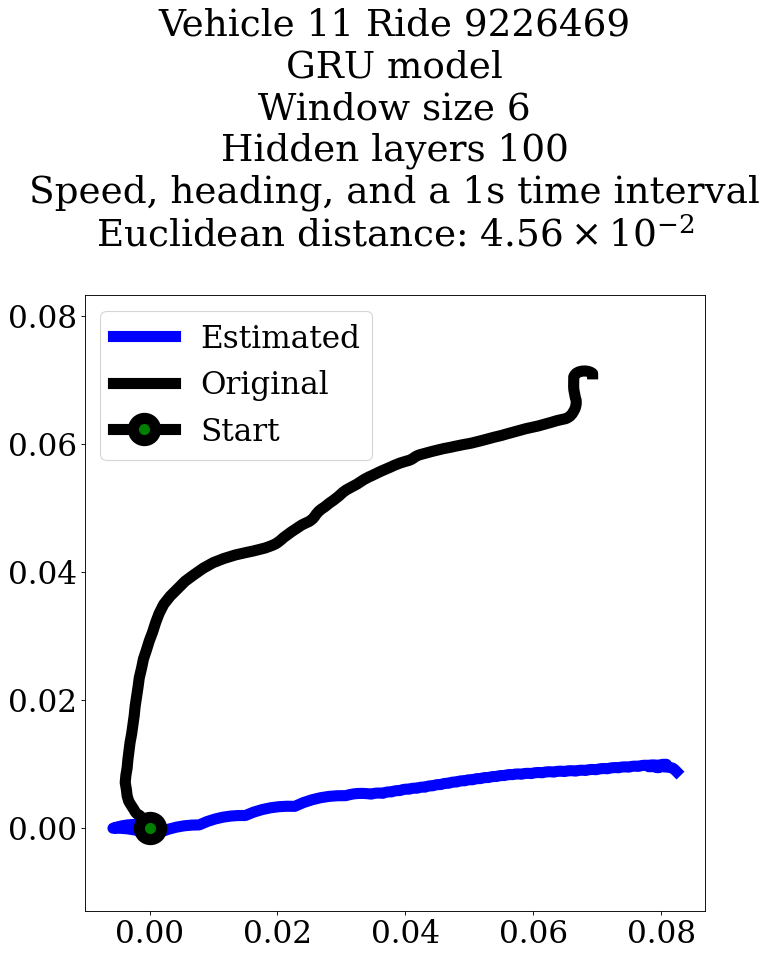 Vehicle 11 Ride 9226469
GRU model
Window size 6
Hidden layers 100
Speed, heading, and a 1s time interval
Euclidean distance: 4.56 × 10⁻²
0.08
0.06
0.04
0.02
0.00
Estimated
Original
Start
0.00 0.02 0.04 0.06 0.08